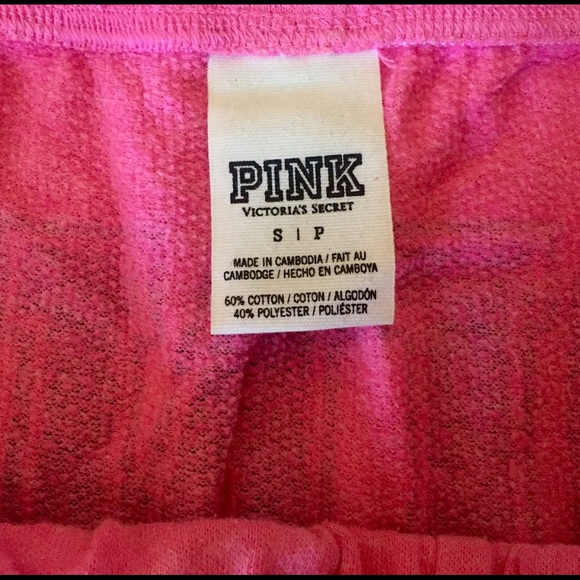 PINK
VICTORIA'S SECRET
S | P
MADE IN CAMBODIA / FAIT AU
CAMBODGE / HECHO EN CAMBOYA
60% COTTON / COTON / ALGODÓN
40% POLYESTER / POLIÉSTER